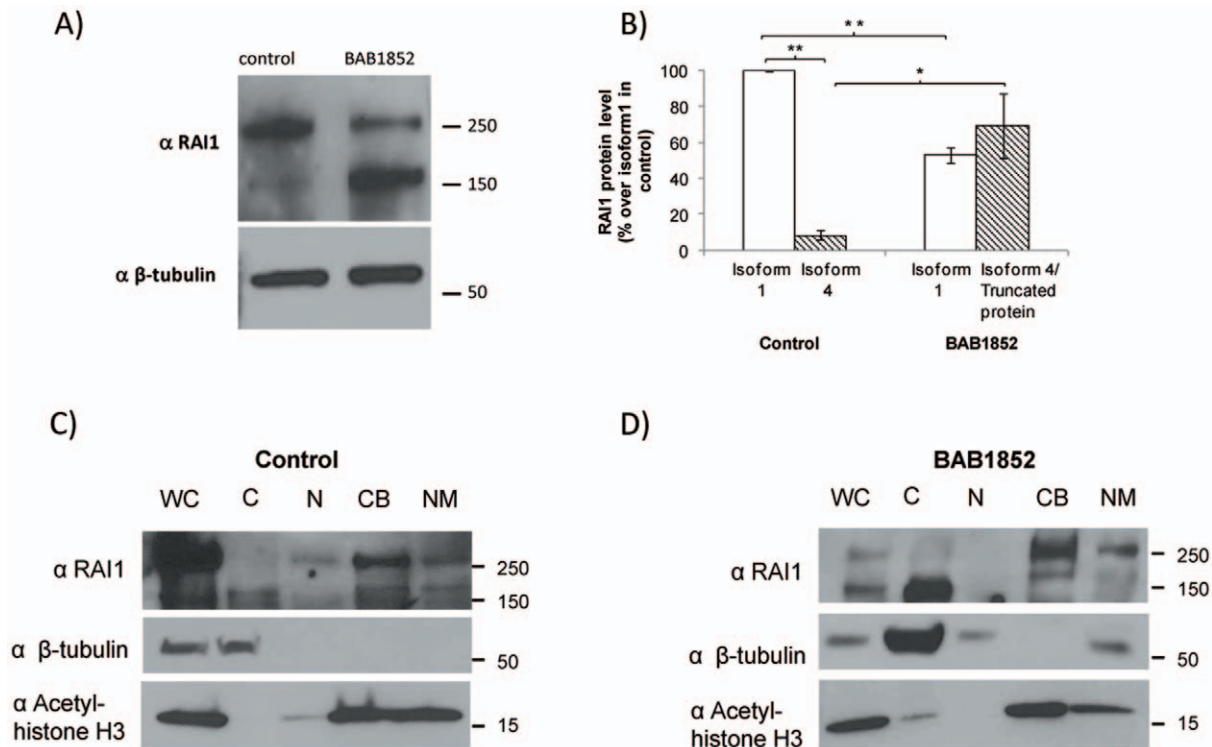 A)
control BAB1852
α RAI1
250
150
α β-tubulin
50
B)
RAI1 protein level
(% over isoform1 in
control)
100
80
60
40
20
0
** 
**
*
Isoform Isoform Isoform Isoform 4/
1 4 1 Truncated
protein
Control BAB1852
C)
Control
WC C N CB NM
α RAI1
250
150
α β-tubulin
50
α Acetyl-
histone H3
15
D)
BAB1852
WC C N CB NM
α RAI1
250
150
α β-tubulin
50
α Acetyl-
histone H3
15